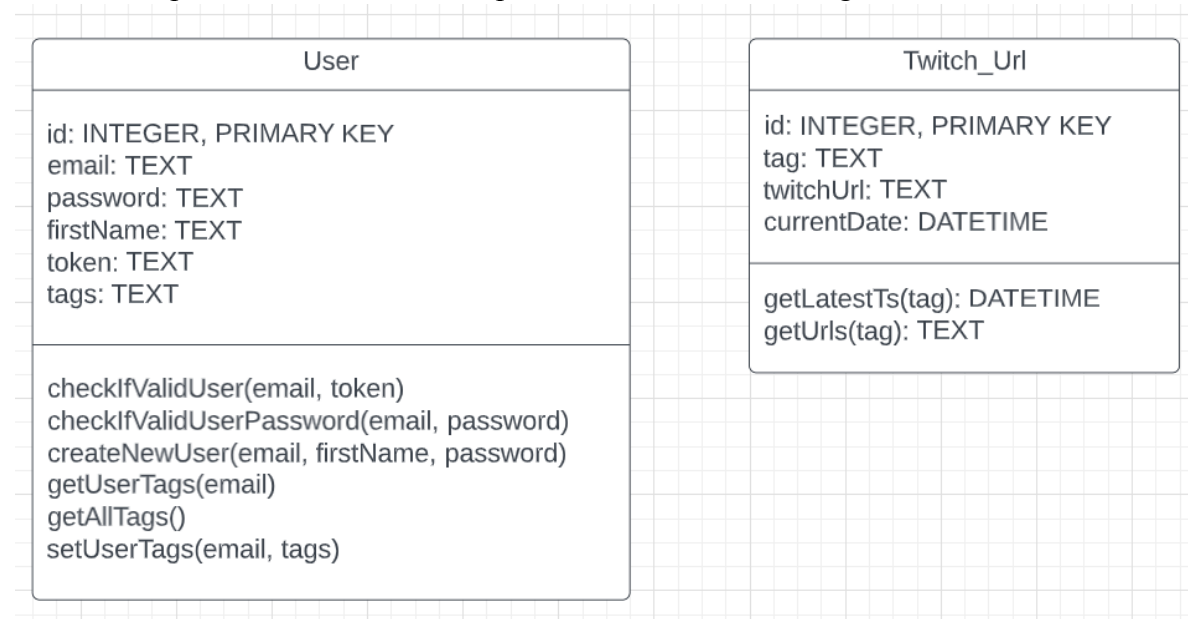 User
id: INTEGER, PRIMARY KEY
email: TEXT
password: TEXT
firstName: TEXT
token: TEXT
tags: TEXT
checkIfValidUser(email, token)
checkIfValidUserPassword(email, password)
createNewUser(email, firstName, password)
getUserTags(email)
getAllTags()
setUserTags(email, tags)
Twitch_Url
id: INTEGER, PRIMARY KEY
tag: TEXT
twitchUrl: TEXT
currentDate: DATETIME
getLatestTs(tag): DATETIME
getUrls(tag): TEXT